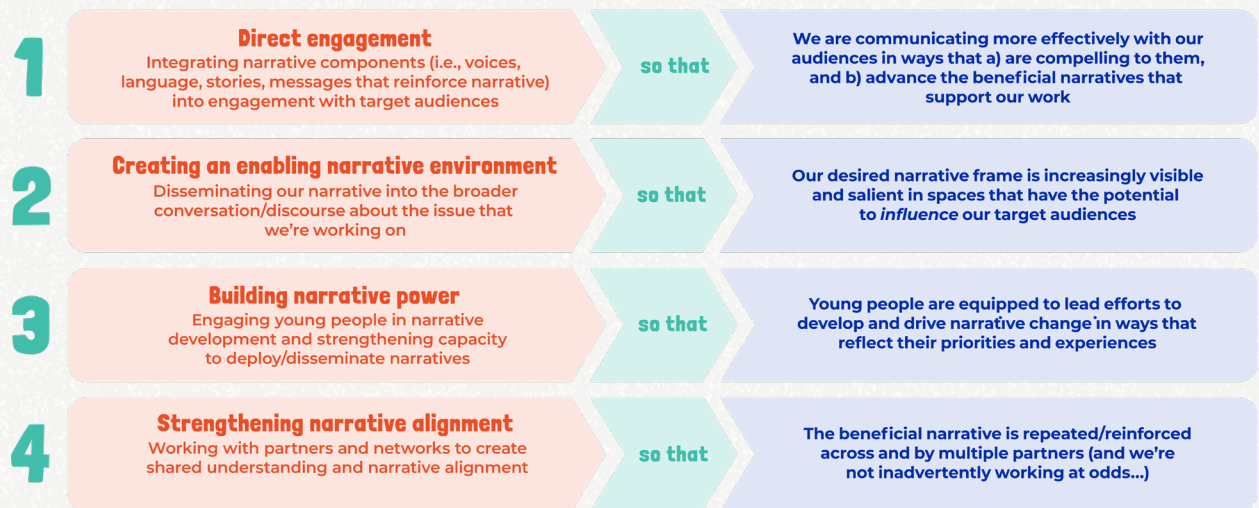 1
Direct engagement
Integrating narrative components (i.e., voices,
language, stories, messages that reinforce narrative)
into engagement with target audiences
so that
We are communicating more effectively with our
audiences in ways that a) are compelling to them,
and b) advance the beneficial narratives that
support our work
2
Creating an enabling narrative environment
Disseminating our narrative into the broader
conversation/discourse about the issue that
we're working on
so that
Our desired narrative frame is increasingly visible
and salient in spaces that have the potential
to influence our target audiences
3
Building narrative power
Engaging young people in narrative
development and strengthening capacity
to deploy/disseminate narratives
so that
Young people are equipped to lead efforts to
develop and drive narrative change in ways that
reflect their priorities and experiences
4
Strengthening narrative alignment
Working with partners and networks to create
shared understanding and narrative alignment
so that
The beneficial narrative is repeated/reinforced
across and by multiple partners (and we're
not inadvertently working at odds...)